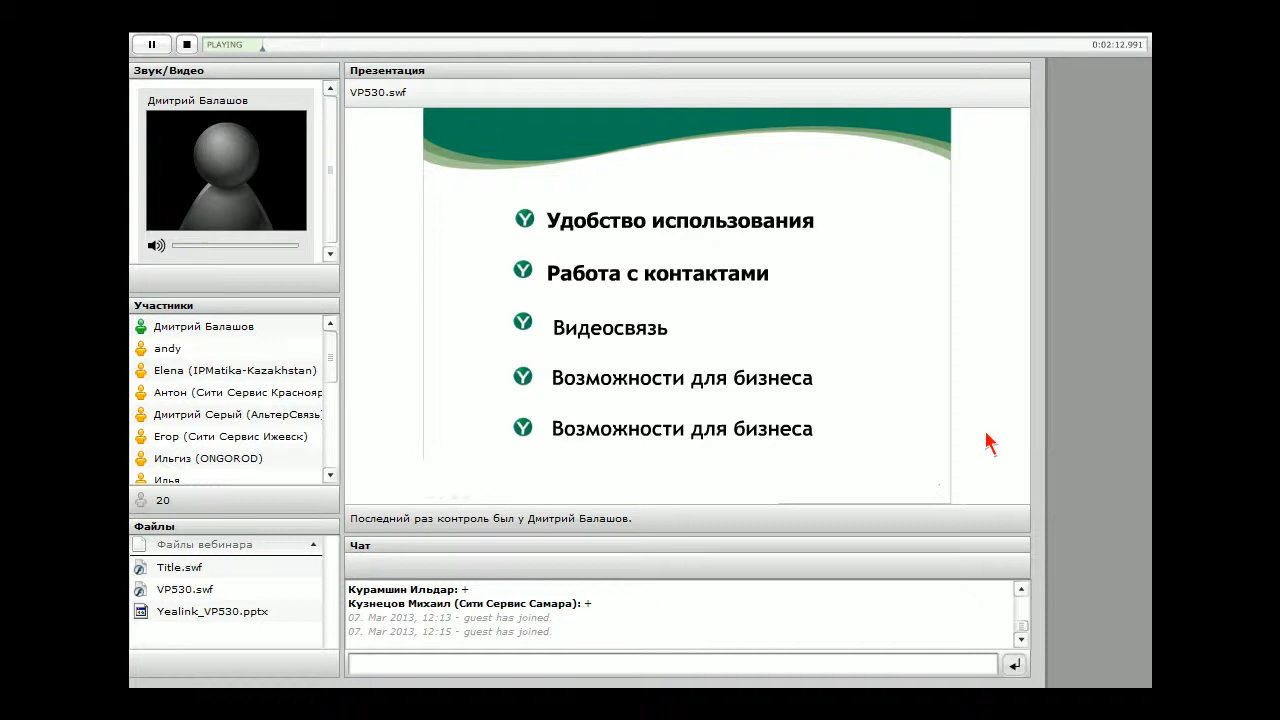 PLAYING
0:02:12.991
Звук/Видео
Дмитрий Балашов
Участники
Дмитрий Балашов
andy
Elena (IPMatika-Kazakhstan)
Антон (Сити Сервис Краснояр
Дмитрий Серый (АльтерСвязь
Егор (Сити Сервис Ижевск)
Ильгиз (ONGOROD)
Илья
20
Файлы
Файлы вебинара
Title.swf
VP530.swf
Yealink_VP530.pptx
Презентация
VP530.swf
Удобство использования
Работа с контактами
Видеосвязь
Возможности для бизнеса
Возможности для бизнеса
Последний раз контроль был у Дмитрий Балашов.
Чат
Курамшин Ильдар: +
Кузнецов Михаил (Сити Сервис Самара): +
07. Mar 2013, 12:13 - guest has joined.
07. Mar 2013, 12:15 - guest has joined.